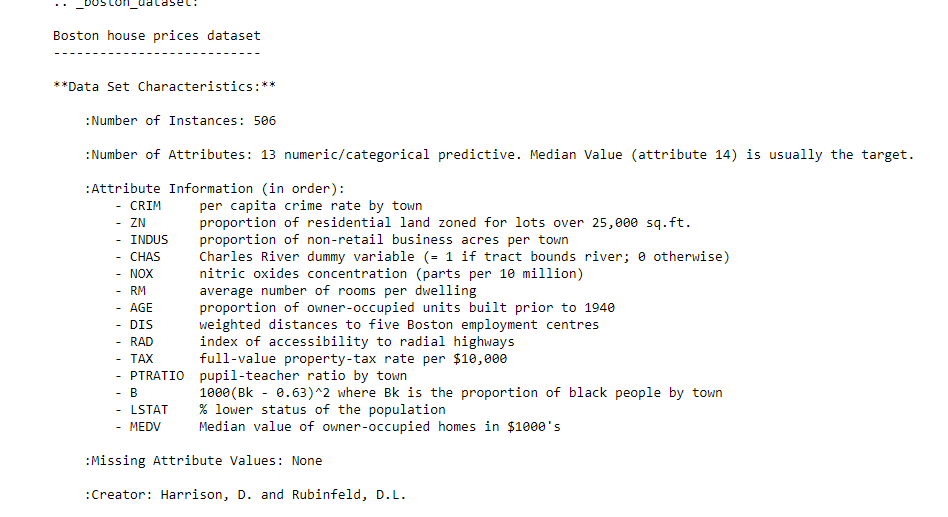 .. _boston_dataset:
Boston house prices dataset
---------------------------
**Data Set Characteristics:**
:Number of Instances: 506
:Number of Attributes: 13 numeric/categorical predictive. Median Value (attribute 14) is usually the target.
:Attribute Information (in order):
- CRIM     per capita crime rate by town
- ZN       proportion of residential land zoned for lots over 25,000 sq.ft.
- INDUS    proportion of non-retail business acres per town
- CHAS     Charles River dummy variable (= 1 if tract bounds river; 0 otherwise)
- NOX      nitric oxides concentration (parts per 10 million)
- RM       average number of rooms per dwelling
- AGE      proportion of owner-occupied units built prior to 1940
- DIS      weighted distances to five Boston employment centres
- RAD      index of accessibility to radial highways
- TAX      full-value property-tax rate per $10,000
- PTRATIO  pupil-teacher ratio by town
- B        1000(Bk - 0.63)^2 where Bk is the proportion of black people by town
- LSTAT    % lower status of the population
- MEDV     Median value of owner-occupied homes in $1000's
:Missing Attribute Values: None
:Creator: Harrison, D. and Rubinfeld, D.L.